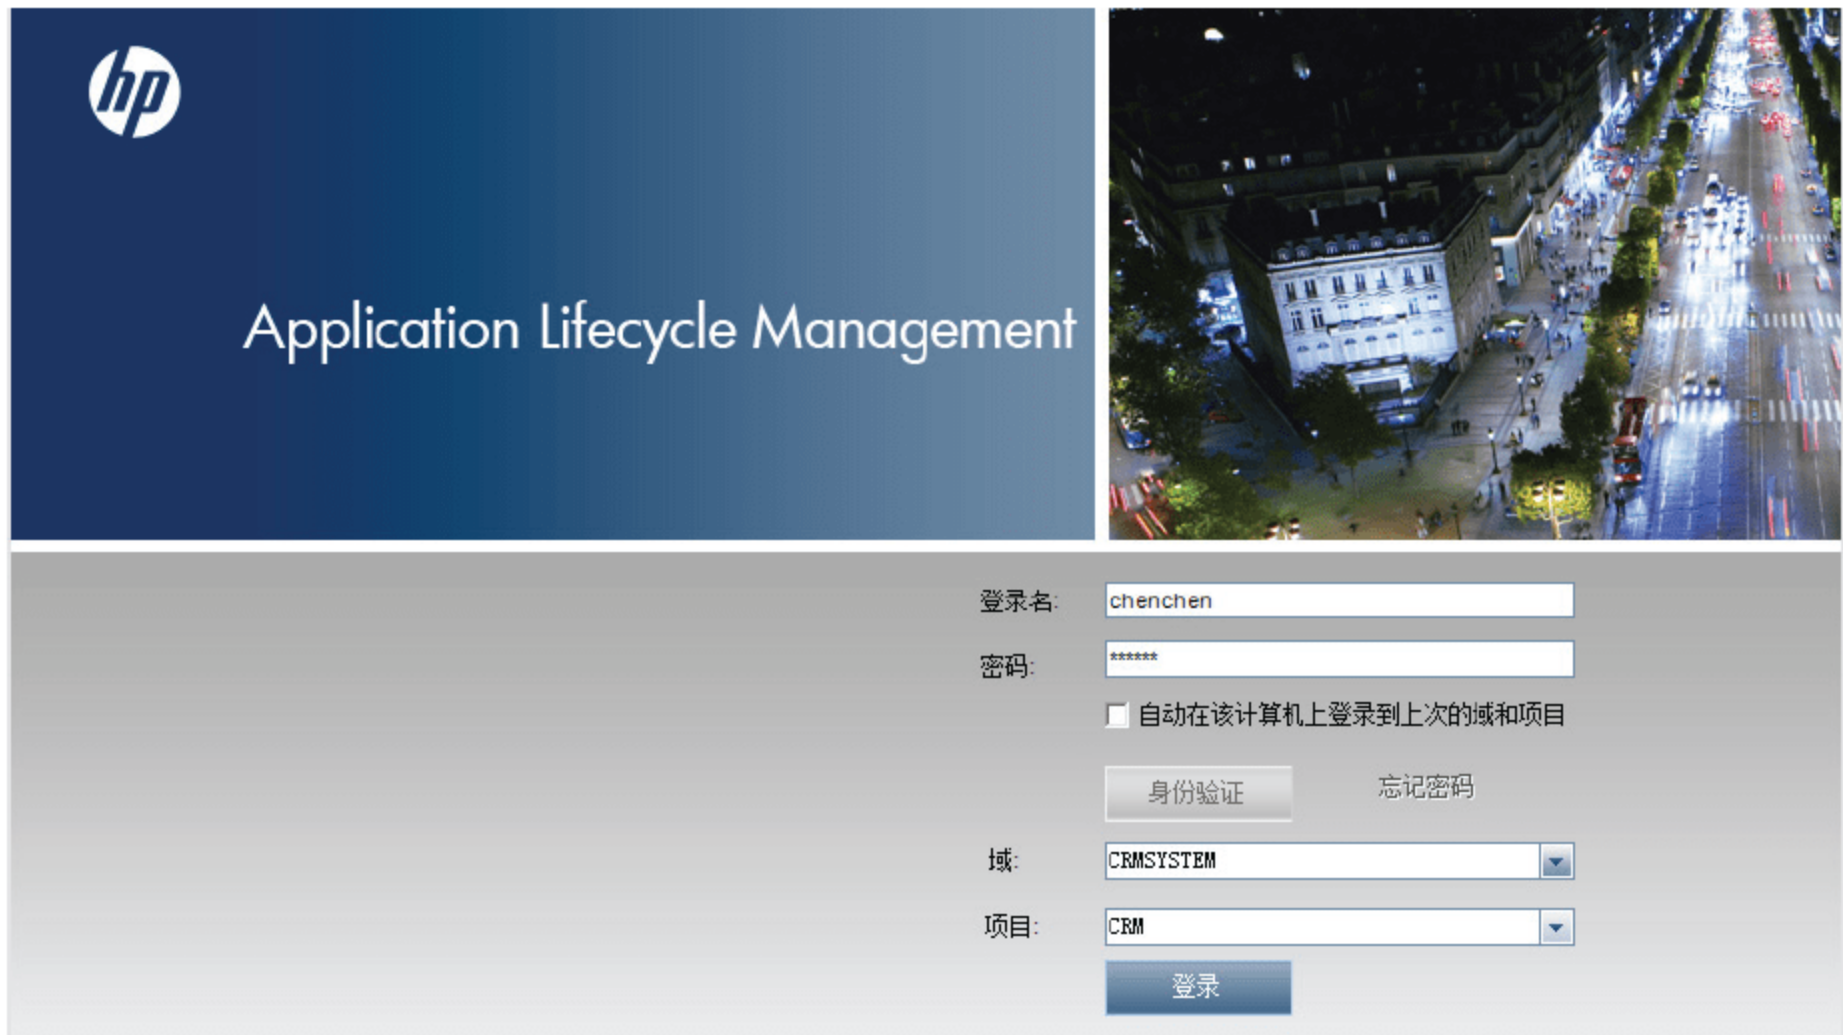 hp
Application Lifecycle Management
登录名:
chenchen
密码:
******
自动在该计算机上登录到上次的域和项目
身份验证
忘记密码
域:
CRMSYSTEM
项目:
CRM
登录